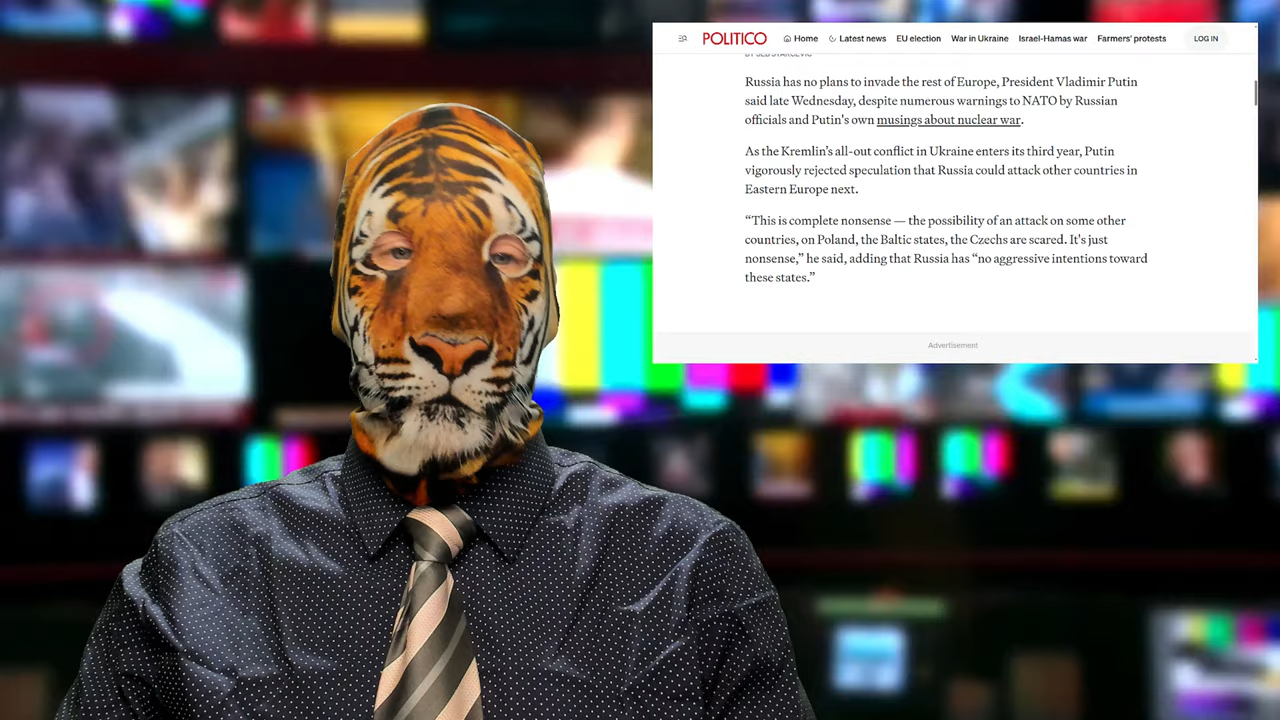 POLITICO Home Latest news EU election War in Ukraine Israel-Hamas war Farmers' protests LOG IN
Russia has no plans to invade the rest of Europe, President Vladimir Putin
said late Wednesday, despite numerous warnings to NATO by Russian
officials and Putin's own musings about nuclear war.
As the Kremlin’s all-out conflict in Ukraine enters its third year, Putin
vigorously rejected speculation that Russia could attack other countries in
Eastern Europe next.
“This is complete nonsense — the possibility of an attack on some other
countries, on Poland, the Baltic states, the Czechs are scared. It's just
nonsense,” he said, adding that Russia has “no aggressive intentions toward
these states.”
Advertisement